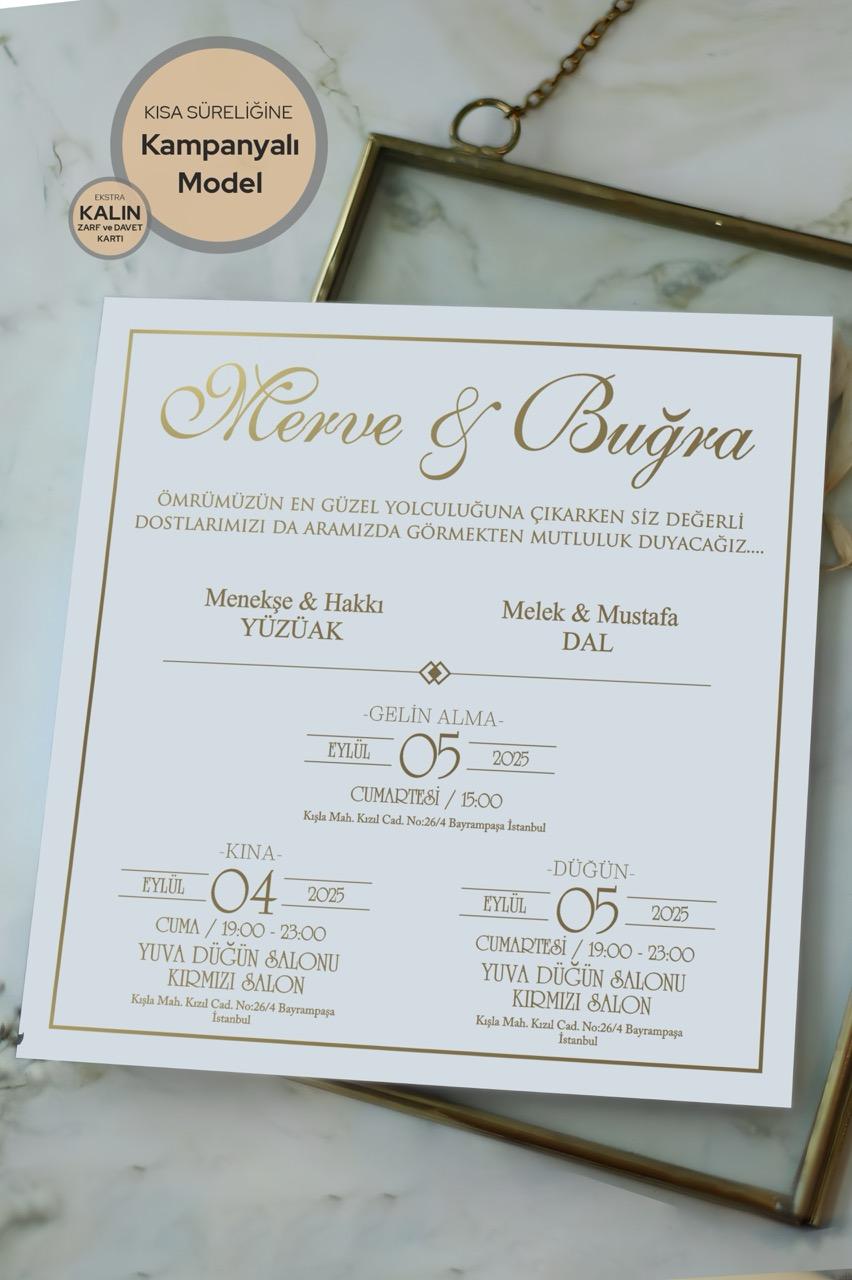 KISA SÜRELİĞİNE
Kampanyalı
Model
EKSTRA
KALIN
ZARF ve DAVET
KARTI
Merve & Buğra
ÖMRÜMÜZÜN EN GÜZEL YOLCULUĞUNA ÇIKARKEN SİZ DEĞERLİ
DOSTLARIMIZI DA ARAMIZDA GÖRMEKTEN MUTLULUK DUYACAĞIZ....
Menekşe & Hakkı
YÜZÜAK
Melek & Mustafa
DAL
-GELİN ALMA-
EYLÜL 05 2025
CUMARTESİ / 15:00
Kışla Mah. Kızıl Cad. No:26/4 Bayrampaşa İstanbul
-KINA-
EYLÜL 04 2025
CUMA / 19:00 - 23:00
YUVA DÜĞÜN SALONU
KIRMIZI SALON
Kışla Mah. Kızıl Cad. No:26/4 Bayrampaşa
İstanbul
-DÜĞÜN-
EYLÜL 05 2025
CUMARTESİ / 19:00 - 23:00
YUVA DÜĞÜN SALONU
KIRMIZI SALON
Kışla Mah. Kızıl Cad. No:26/4 Bayrampaşa
İstanbul